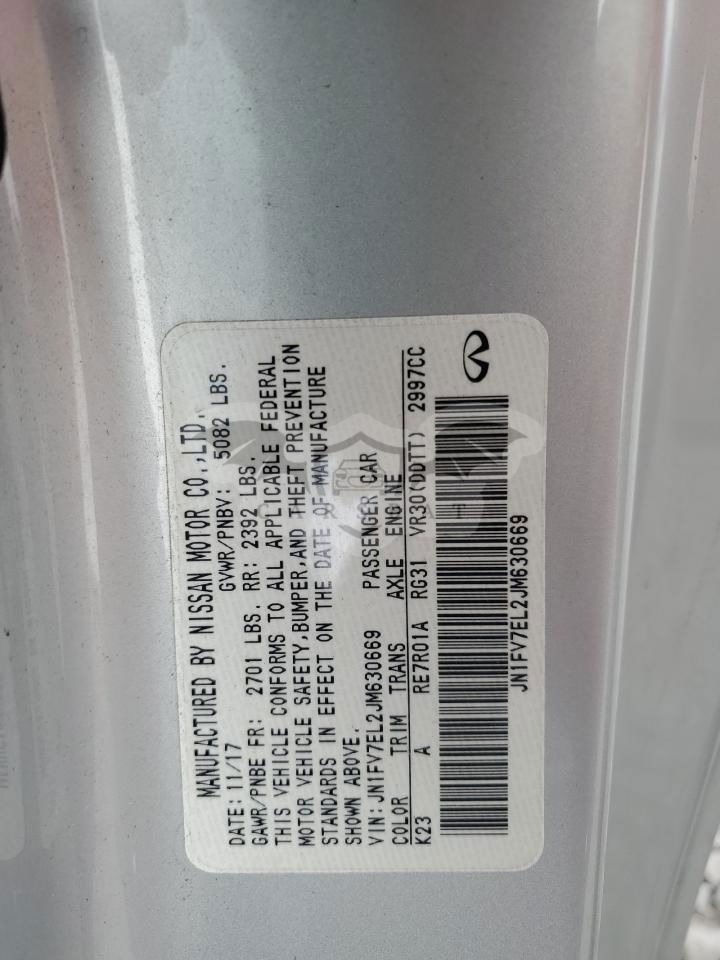 MANUFACTURED BY NISSAN MOTOR CO.,LTD.
DATE: 11/17 GVWR/PNBV: 5082 LBS.
GAWR/PNBE FR: 2701 LBS. RR: 2392 LBS.
THIS VEHICLE CONFORMS TO ALL APPLICABLE FEDERAL
MOTOR VEHICLE SAFETY,BUMPER,AND THEFT PREVENTION
STANDARDS IN EFFECT ON THE DATE OF MANUFACTURE
SHOWN ABOVE.
VIN:JN1FV7EL2JM630669 PASSENGER CAR
COLOR TRIM TRANS AXLE ENGINE
K23 A RE7R01A RG31 VR30(DDTT) 2997CC
JN1FV7EL2JM630669